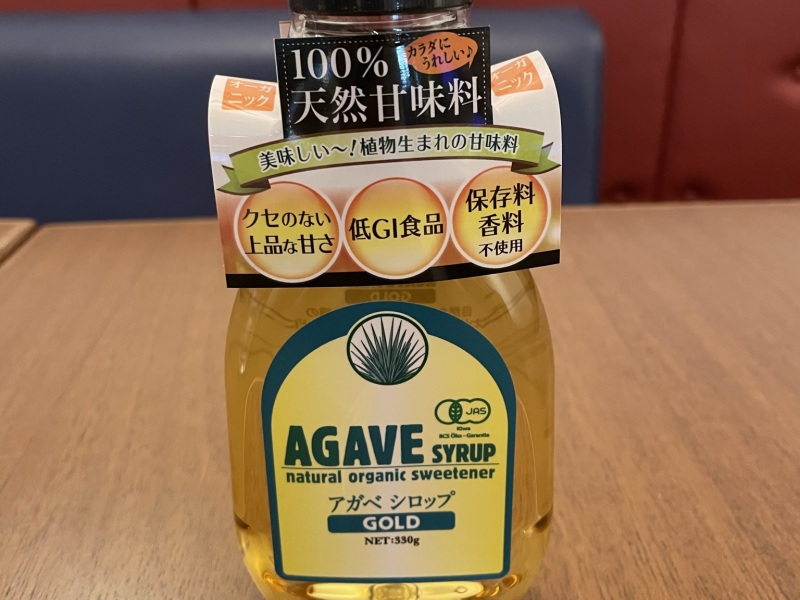 100%
カラダに
うれしい♪
天然甘味料
オーガ
ニック
オーガ
ニック
美味しい～!植物生まれの甘味料
クセのない
上品な甘さ
低GI食品
保存料
香料
不使用
GOLD
JAS
Kiwa
BCS Öko-Garantie
AGAVE SYRUP
natural organic sweetener
アガベ シロップ
GOLD
NET:330g